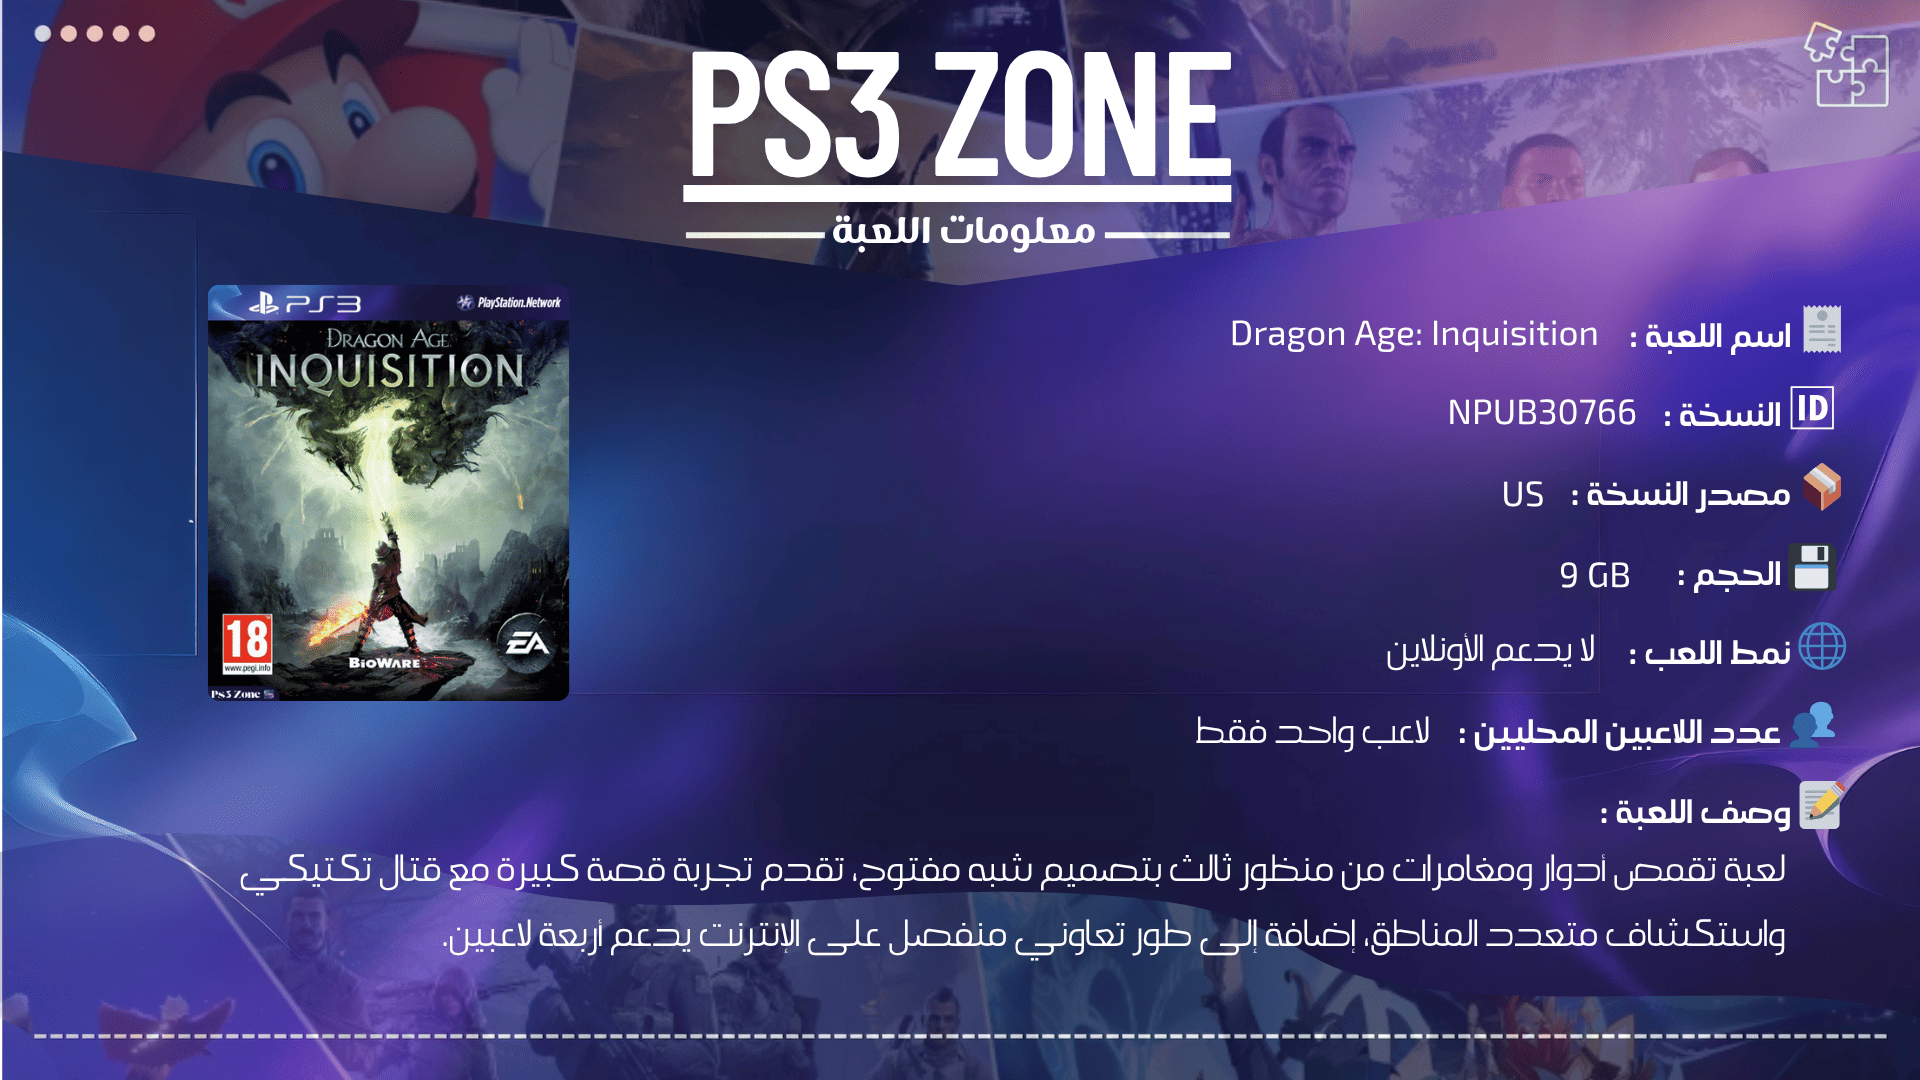 PS3 ZONE
معلومات اللعبة
PS3 PlayStation.Network
DRAGON AGE
INQUISITION
18
www.pegi.info
BIOWARE
EA
Ps3 Zone
اسم اللعبة : Dragon Age: Inquisition
ID النسخة : NPUB30766
مصدر النسخة : US
الحجم : 9 GB
نمط اللعب : لا يدعم الأونلاين
عدد اللاعبين المحليين : لاعب واحد فقط
وصف اللعبة :
لعبة تقمص أدوار ومغامرات من منظور ثالث بتصميم شبه مفتوح، تقدم تجربة قصة كبيرة مع قتال تكتيكي
واستكشاف متعدد المناطق، إضافة إلى طور تعاوني منفصل على الإنترنت يدعم أربعة لاعبين.